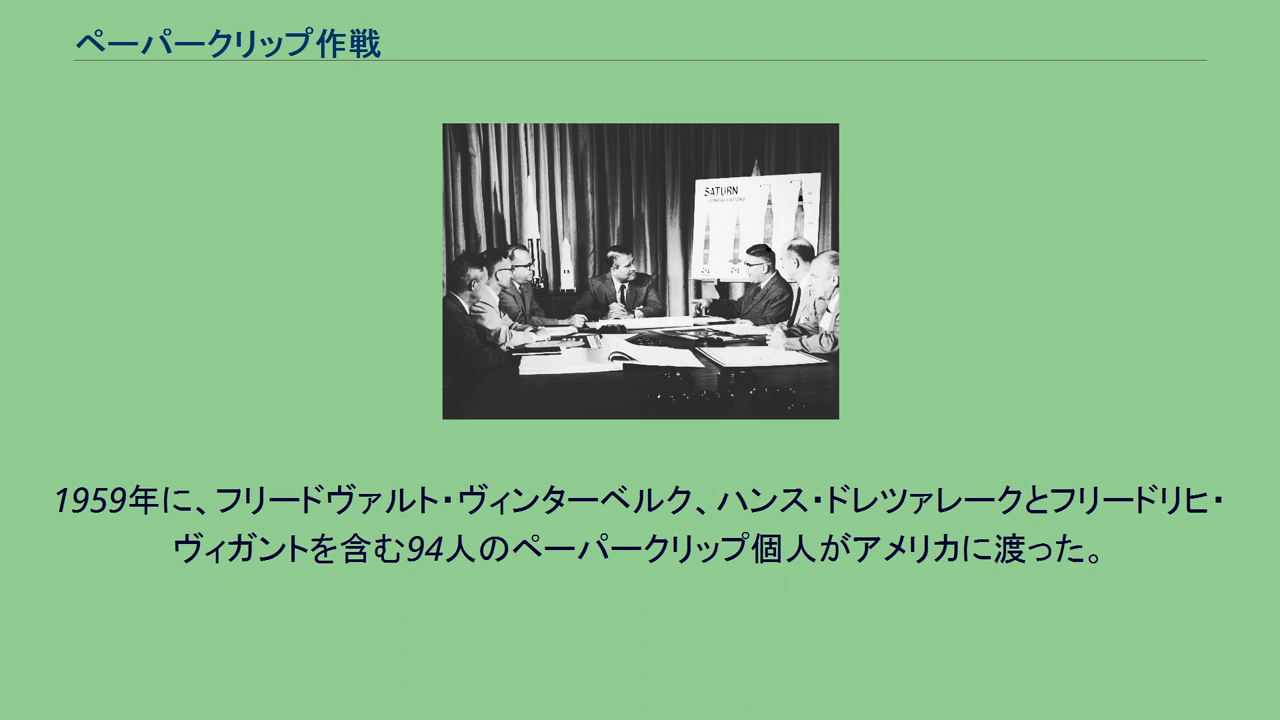 ペーパークリップ作戦
SATURN
CONFIGURATIONS
1959年に、フリードヴァルト・ヴィンターベルク、ハンス・ドレツァレークとフリードリヒ・
ヴィガントを含む94人のペーパークリップ個人がアメリカに渡った。